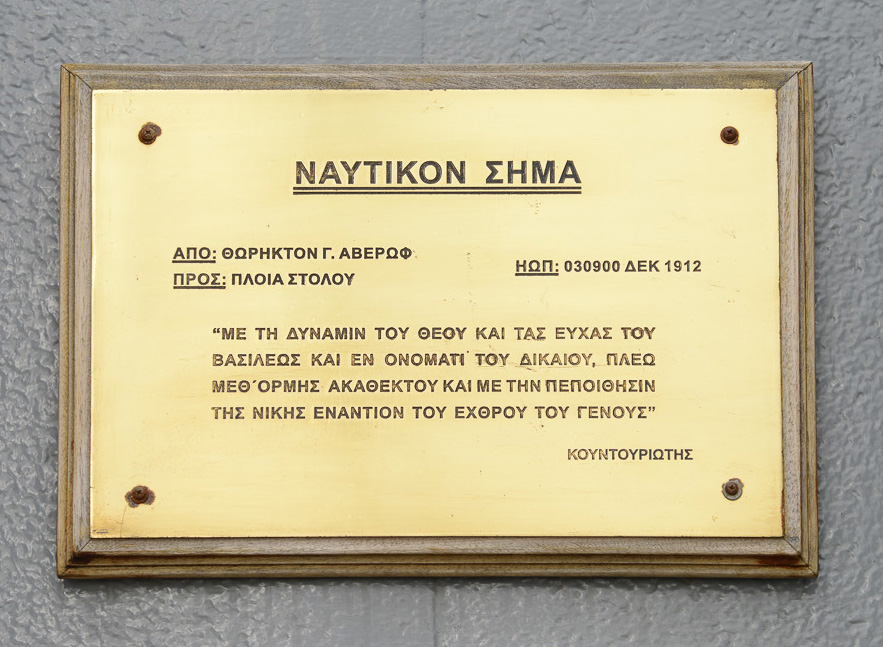 ΝΑΥΤΙΚΟΝ ΣΗΜΑ
ΑΠΟ: ΘΩΡΗΚΤΟΝ Γ. ΑΒΕΡΩΦ
ΠΡΟΣ: ΠΛΟΙΑ ΣΤΟΛΟΥ
ΗΩΠ: 030900 ΔΕΚ 1912
“ΜΕ ΤΗ ΔΥΝΑΜΙΝ ΤΟΥ ΘΕΟΥ ΚΑΙ ΤΑΣ ΕΥΧΑΣ ΤΟΥ
ΒΑΣΙΛΕΩΣ ΚΑΙ ΕΝ ΟΝΟΜΑΤΙ ΤΟΥ ΔΙΚΑΙΟΥ, ΠΛΕΩ
ΜΕΘ΄ΟΡΜΗΣ ΑΚΑΘΕΚΤΟΥ ΚΑΙ ΜΕ ΤΗΝ ΠΕΠΟΙΘΗΣΙΝ
ΤΗΣ ΝΙΚΗΣ ΕΝΑΝΤΙΟΝ ΤΟΥ ΕΧΘΡΟΥ ΤΟΥ ΓΕΝΟΥΣ”
ΚΟΥΝΤΟΥΡΙΩΤΗΣ